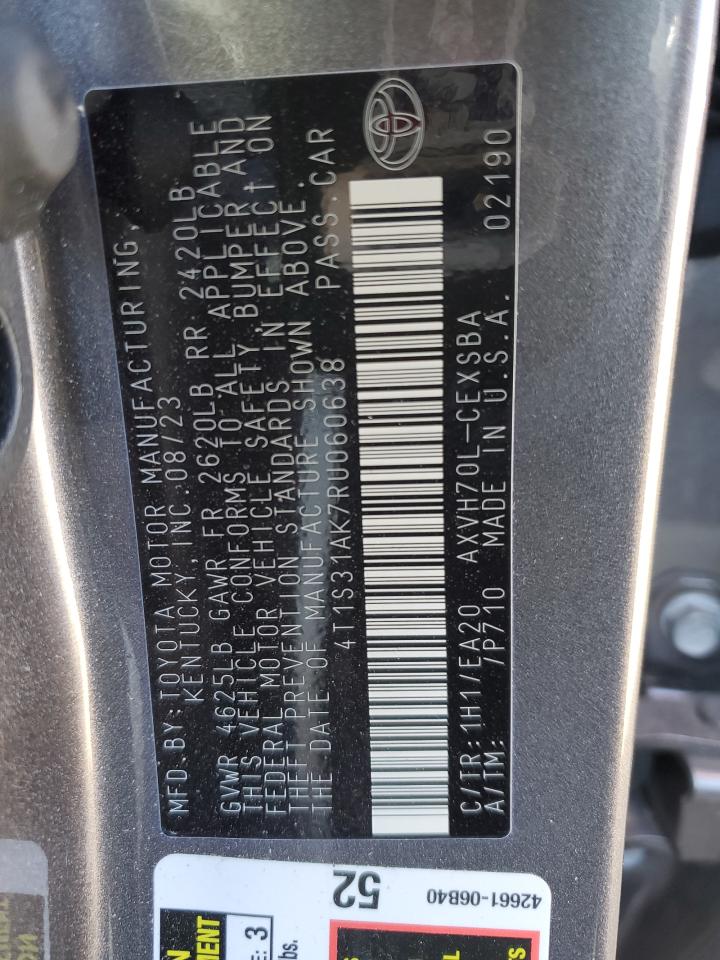 MFD.BY:TOYOTA MOTOR MANUFACTURING,
KENTUCKY, INC.08/23
GVWR 4625LB GAWR FR 2620LB RR 2420LB
THIS VEHICLE CONFORMS TO ALL APPLICABLE
FEDERAL MOTOR VEHICLE SAFETY, BUMPER AND
THEFT PREVENTION STANDARDS IN EFFECT ON
THE DATE OF MANUFACTURE SHOWN ABOVE.
4T1S31AK7RU060638 PASS.CAR
C/TR:1H1/EA20 AXVH70L-CEXSBA 02190
A/TM: /P710 MADE IN U.S.A.
52
42661-06B40
3
lbs.